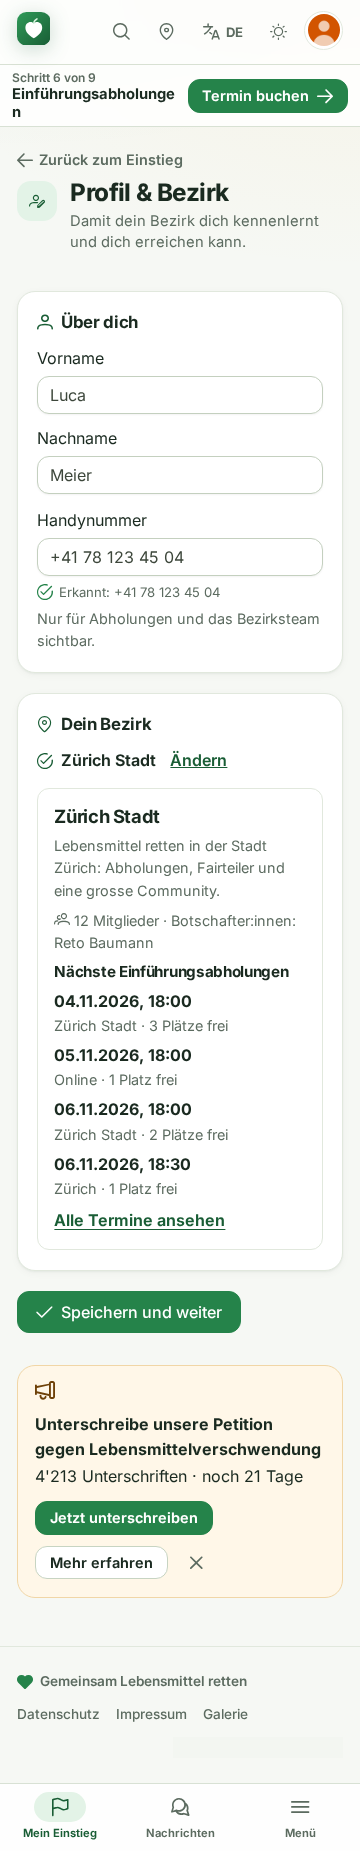 DE
Schritt 6 von 9
Einführungsabholunge
n
Termin buchen
Zurück zum Einstieg
Profil & Bezirk
Damit dein Bezirk dich kennenlernt
und dich erreichen kann.
Über dich
Vorname
Luca
Nachname
Meier
Handynummer
+41 78 123 45 04
Erkannt: +41 78 123 45 04
Nur für Abholungen und das Bezirksteam
sichtbar.
Dein Bezirk
Zürich Stadt Ändern
Zürich Stadt
Lebensmittel retten in der Stadt
Zürich: Abholungen, Fairteiler und
eine grosse Community.
12 Mitglieder · Botschafter:innen:
Reto Baumann
Nächste Einführungsabholungen
04.11.2026, 18:00
Zürich Stadt · 3 Plätze frei
05.11.2026, 18:00
Online · 1 Platz frei
06.11.2026, 18:00
Zürich Stadt · 2 Plätze frei
06.11.2026, 18:30
Zürich · 1 Platz frei
Alle Termine ansehen
Speichern und weiter
Unterschreibe unsere Petition
gegen Lebensmittelverschwendung
4'213 Unterschriften · noch 21 Tage
Jetzt unterschreiben
Mehr erfahren
Gemeinsam Lebensmittel retten
Datenschutz Impressum Galerie
Mein Einstieg Nachrichten Menü